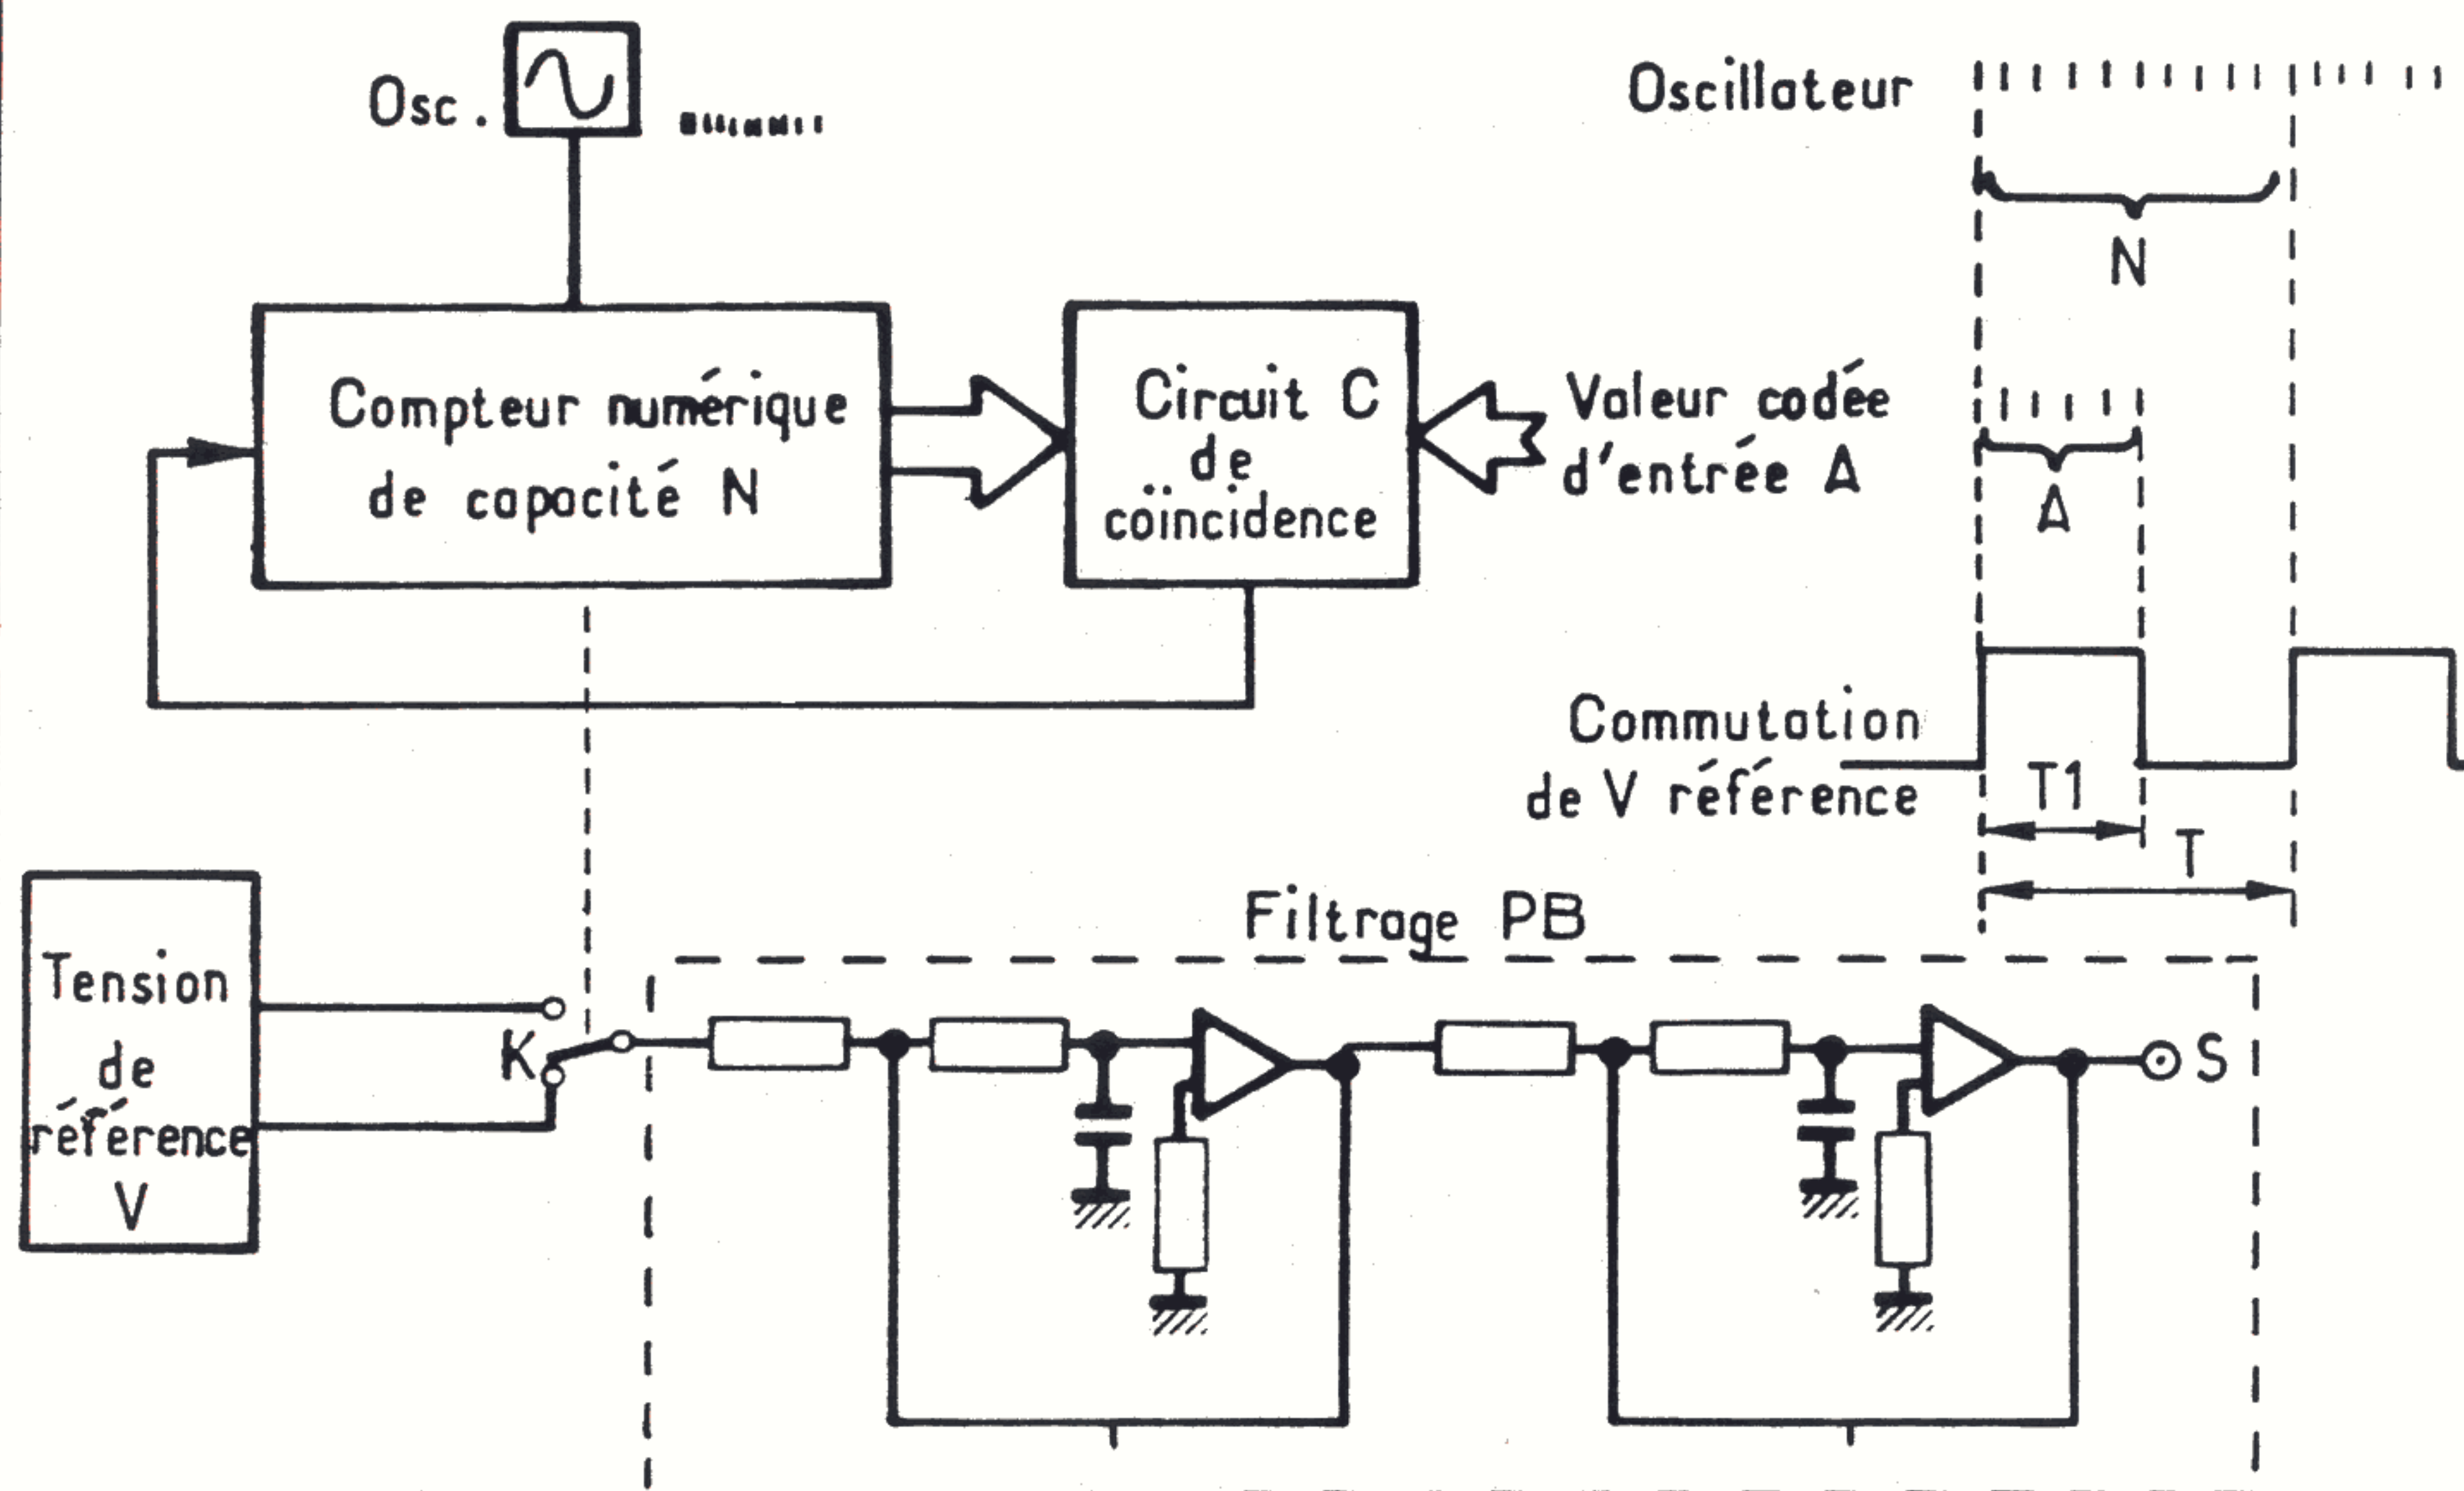 Osc.
Oscillateur
N
Compteur numérique
de capacité N
Circuit C
de
coïncidence
Valeur codée
d'entrée A
A
Commutation
de V référence
T1
T
Filtrage PB
Tension
de
référence
V
K
S